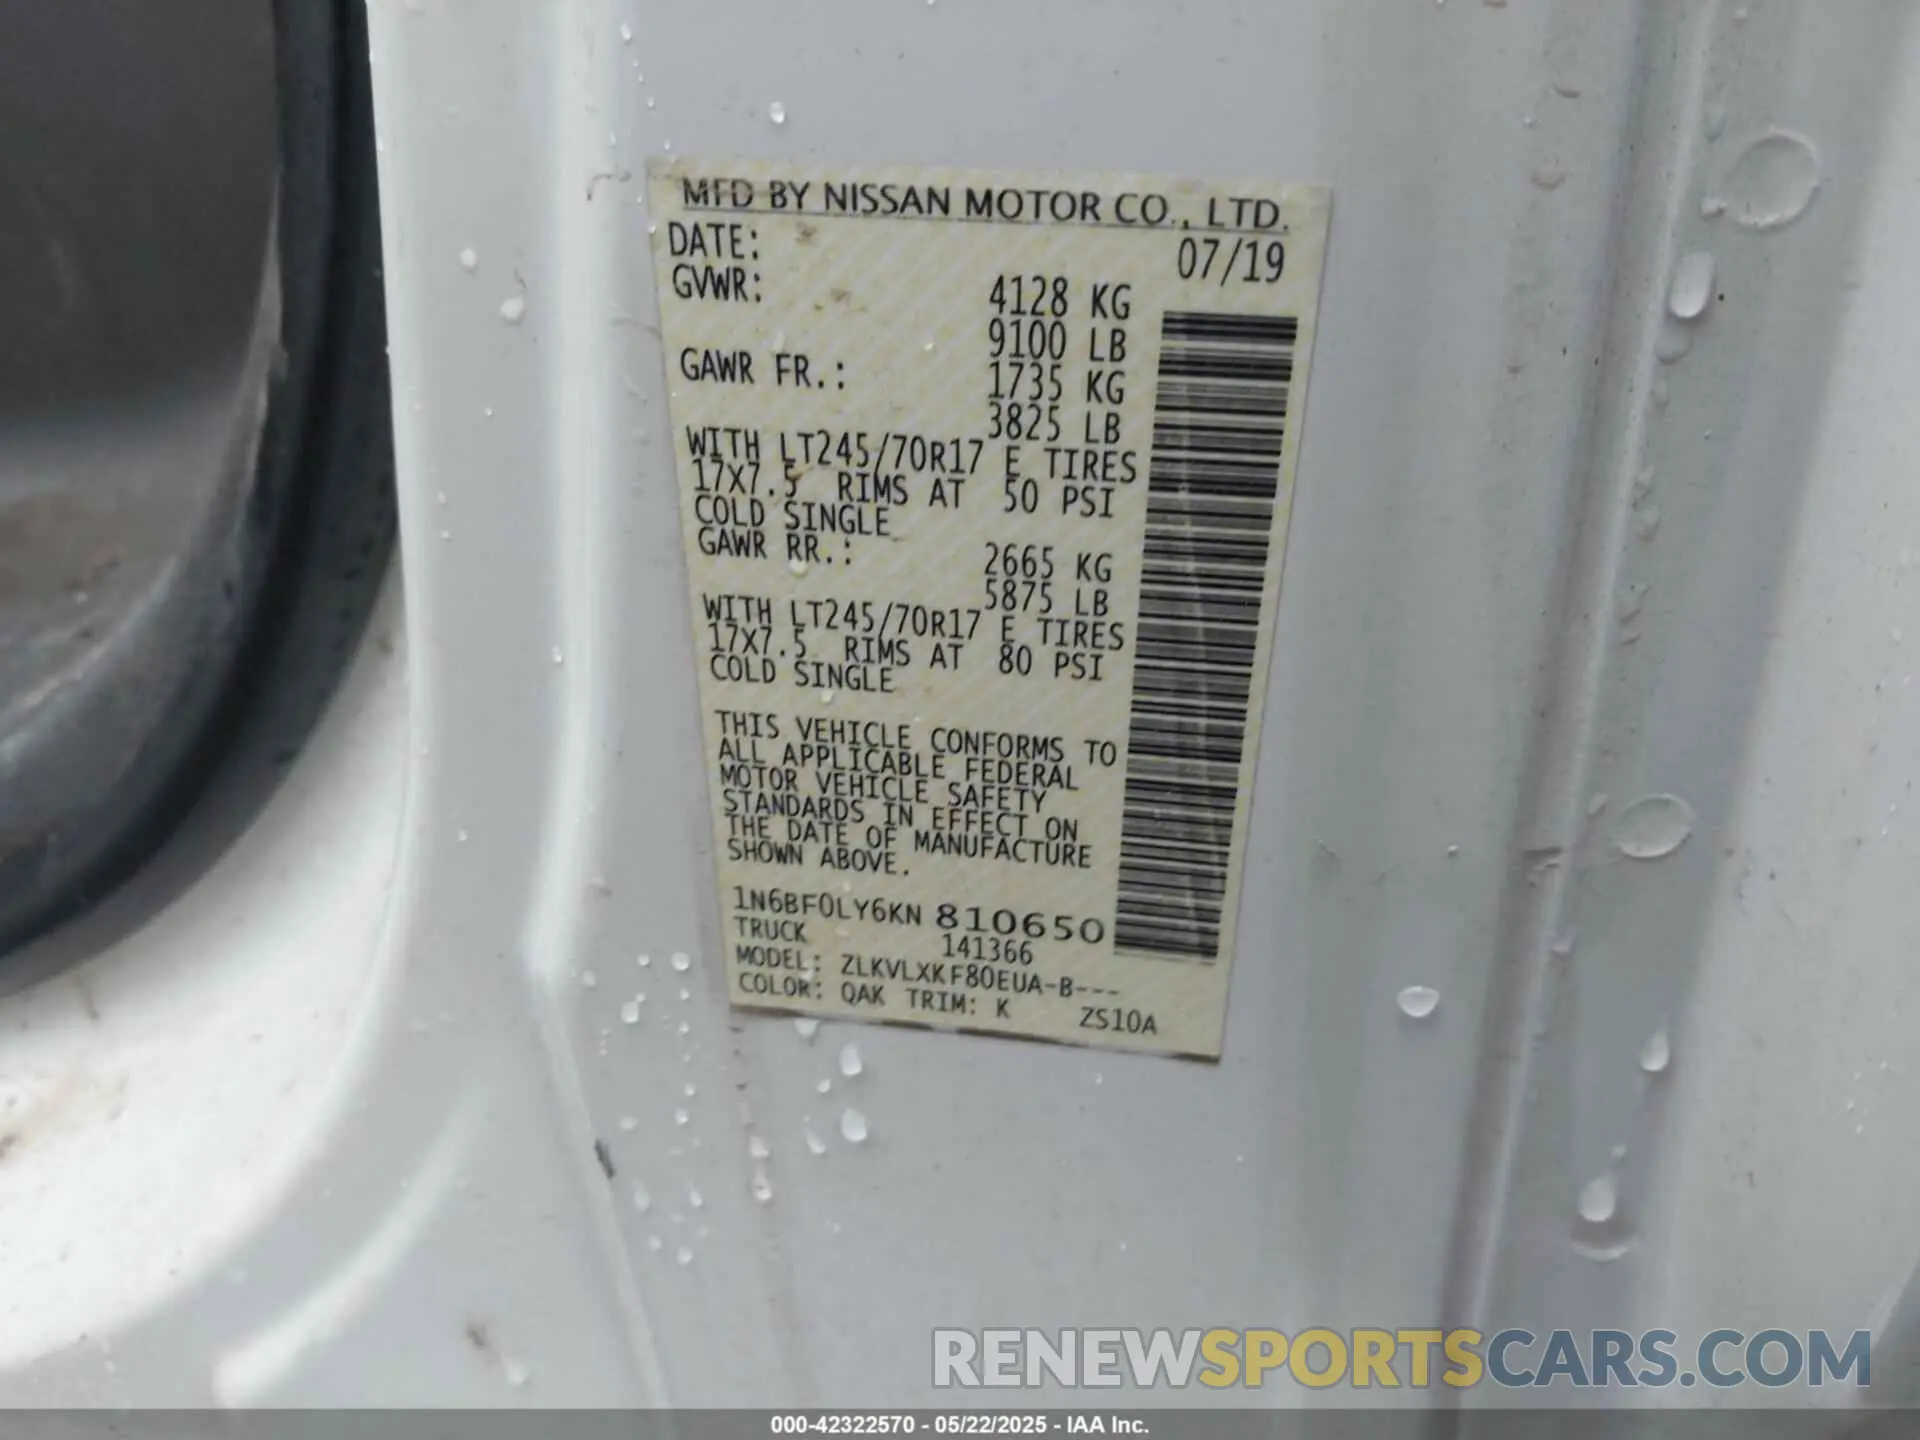 MFD BY NISSAN MOTOR CO., LTD.
DATE: 07/19
GVWR: 4128 KG
9100 LB
GAWR FR.: 1735 KG
3825 LB
WITH LT245/70R17 E TIRES
17X7.5 RIMS AT 50 PSI
COLD SINGLE
GAWR RR.: 2665 KG
5875 LB
WITH LT245/70R17 E TIRES
17X7.5 RIMS AT 80 PSI
COLD SINGLE
THIS VEHICLE CONFORMS TO
ALL APPLICABLE FEDERAL
MOTOR VEHICLE SAFETY
STANDARDS IN EFFECT ON
THE DATE OF MANUFACTURE
SHOWN ABOVE.
1N6BF0LY6KN 810650
TRUCK 141366
MODEL: ZLKVLXKF80EUA-B---
COLOR: QAK TRIM: K ZS10A
RENEWSPORTSCARS.COM
000-42322570 - 05/22/2025 - IAA Inc.